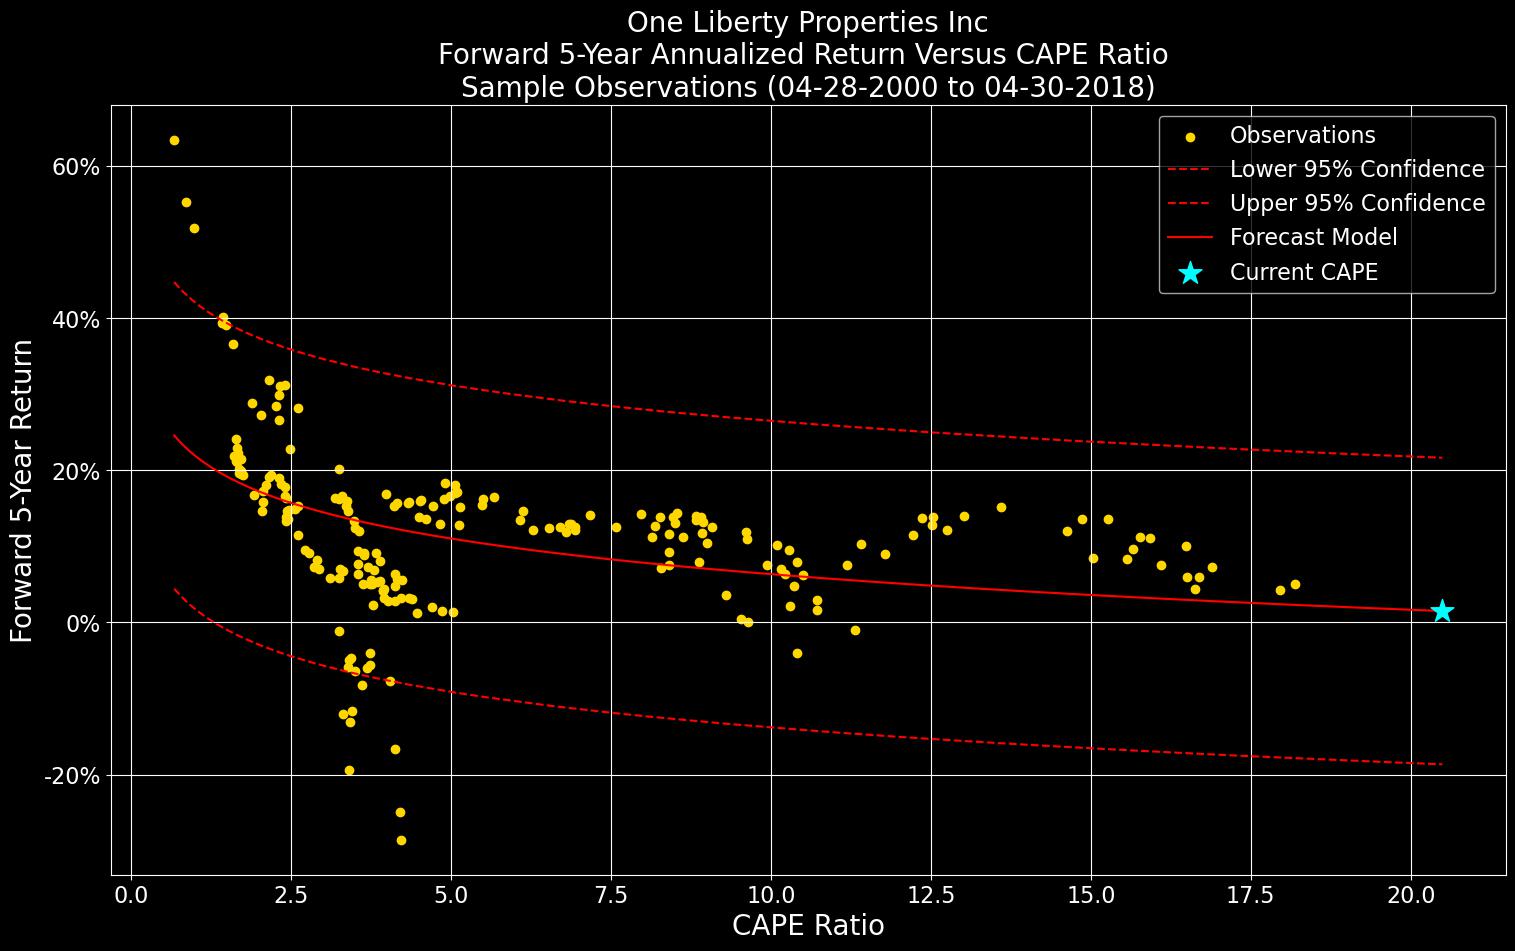 One Liberty Properties Inc
Forward 5-Year Annualized Return Versus CAPE Ratio
Sample Observations (04-28-2000 to 04-30-2018)
Observations
Lower 95% Confidence
Upper 95% Confidence
Forecast Model
Current CAPE
Forward 5-Year Return
60%
40%
20%
0%
-20%
0.0 2.5 5.0 7.5 10.0 12.5 15.0 17.5 20.0
CAPE Ratio